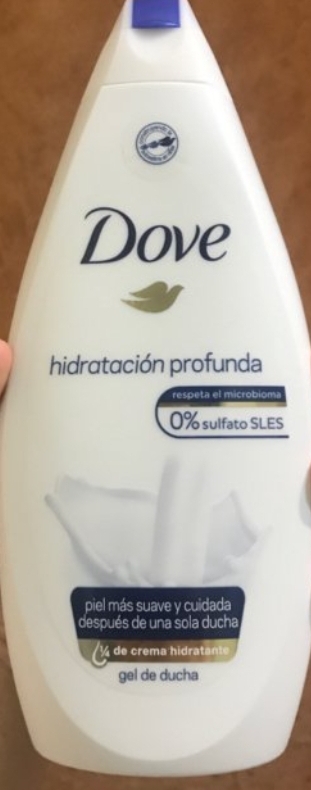 Dove
hidratación profunda
respeta el microbioma
0% sulfato SLES
piel más suave y cuidada
después de una sola ducha
¼ de crema hidratante
gel de ducha